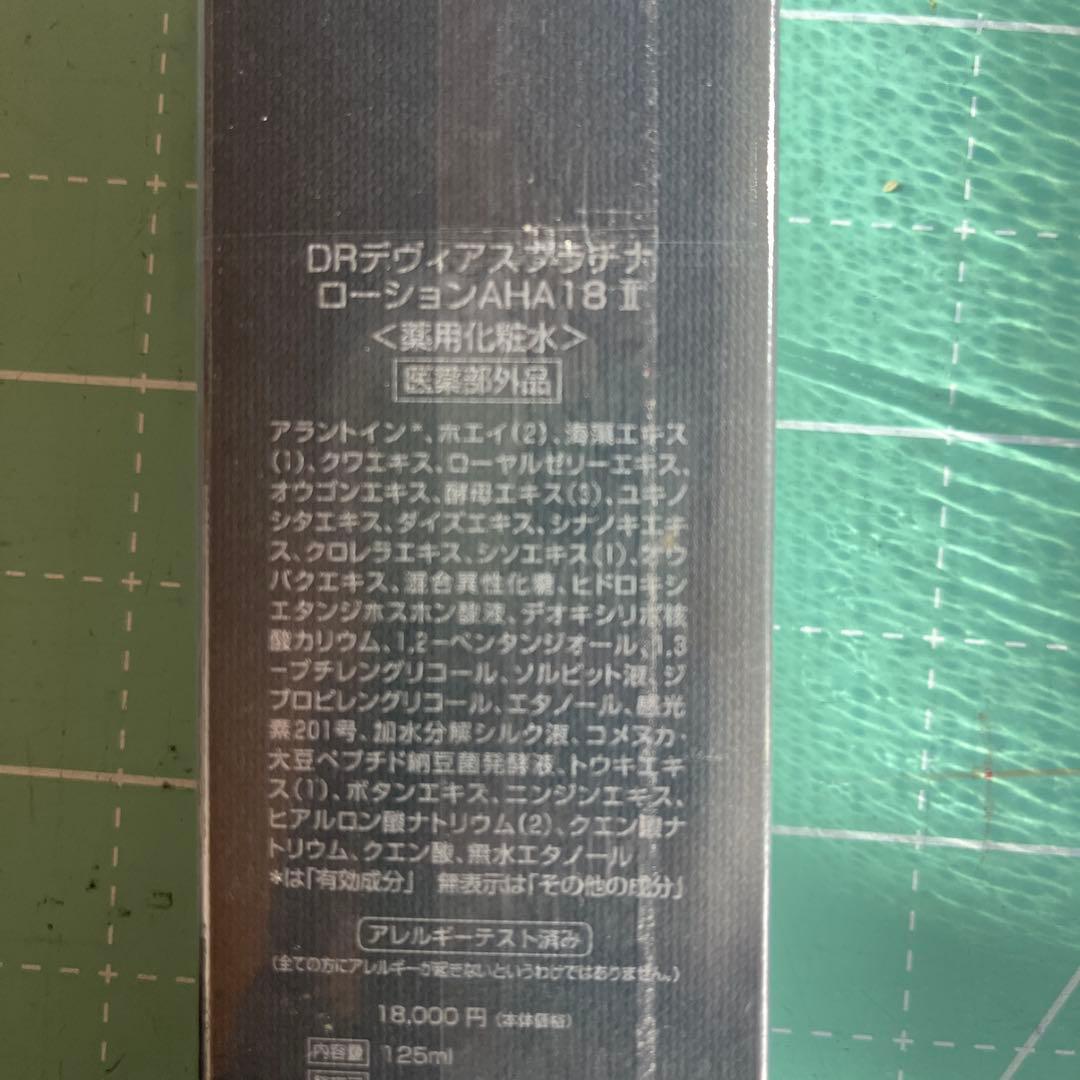 DRデヴィアスプラチナ
ローションAHA18 Ⅱ
<薬用化粧水>
医薬部外品
アラントイン*、ホエイ(2)、海藻エキス
(1)、クワエキス、ローヤルゼリーエキス、
オウゴンエキス、酵母エキス(3)、ユキノ
シタエキス、ダイズエキス、シナノキエキ
ス、クロレラエキス、シソエキス(1)、オウ
バクエキス、混合異性化糖、ヒドロキシ
エタンジホスホン酸液、デオキシリボ核
酸カリウム、1,2-ペンタンジオール、1,3
-ブチレングリコール、ソルビット液、ジ
プロピレングリコール、エタノール、感光
素201号、加水分解シルク液、コメヌカ・
大豆ペプチド納豆菌発酵液、トウキエキ
ス(1)、ボタンエキス、ニンジンエキス、
ヒアルロン酸ナトリウム(2)、クエン酸ナ
トリウム、クエン酸、無水エタノール
*は「有効成分」 無表示は「その他の成分」
アレルギーテスト済み
(全ての方にアレルギーが起きないというわけではありません。)
18,000円(本体価格)
内容量 125ml